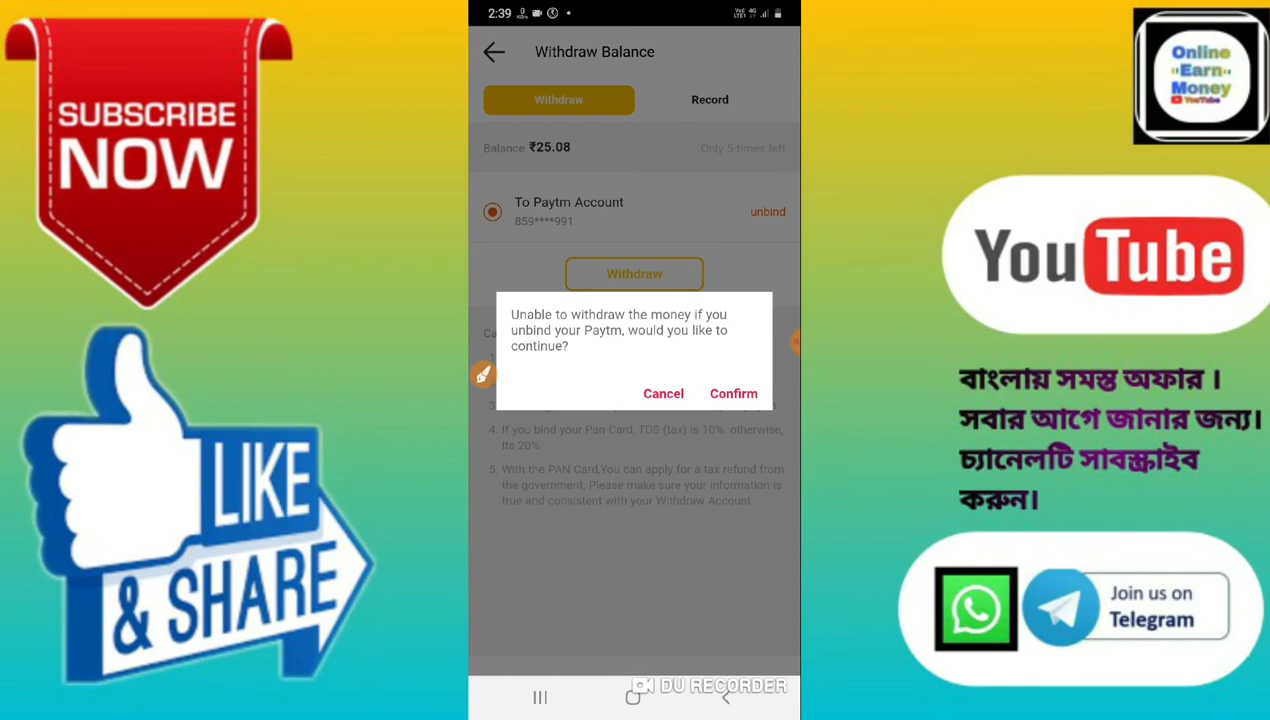 SUBSCRIBE
NOW
LIKE
& SHARE
2:39
0
KB/s
4G
LTE1
Withdraw Balance
Withdraw
Record
Balance ₹25.08
Only 5 times left
To Paytm Account
859****991
unbind
Withdraw
Unable to withdraw the money if you
unbind your Paytm, would you like to
continue?
Cancel
Confirm
4. If you bind your Pan Card, TDS (tax) is 10%. otherwise,
Its 20%
5. With the PAN Card,You can apply for a tax refund from
the government, Please make sure your information is
true and consistent with your Withdraw Account.
DU RECORDER
Online
Earn
Money
YouTube
YouTube
বাংলায় সমস্ত অফার ।
সবার আগে জানার জন্য।
চ্যানেলটি সাবস্ক্রাইব
করুন।
Join us on
Telegram